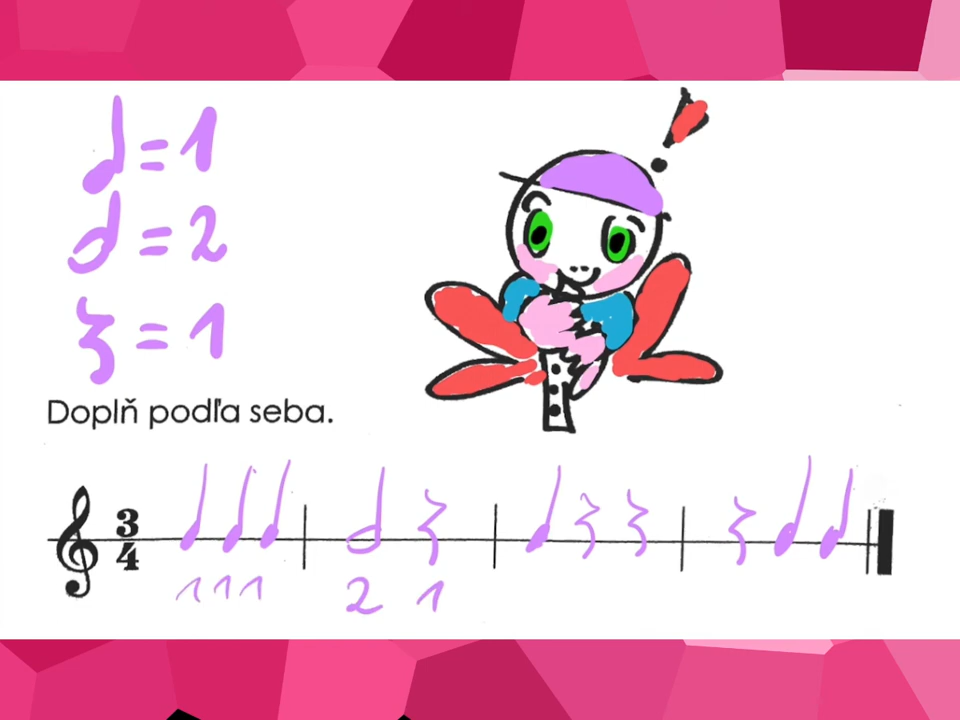 𝅘𝅥 = 1
𝅗𝅥 = 2
𝄽 = 1
Doplň podľa seba.
3
4
1 1 1 2 1